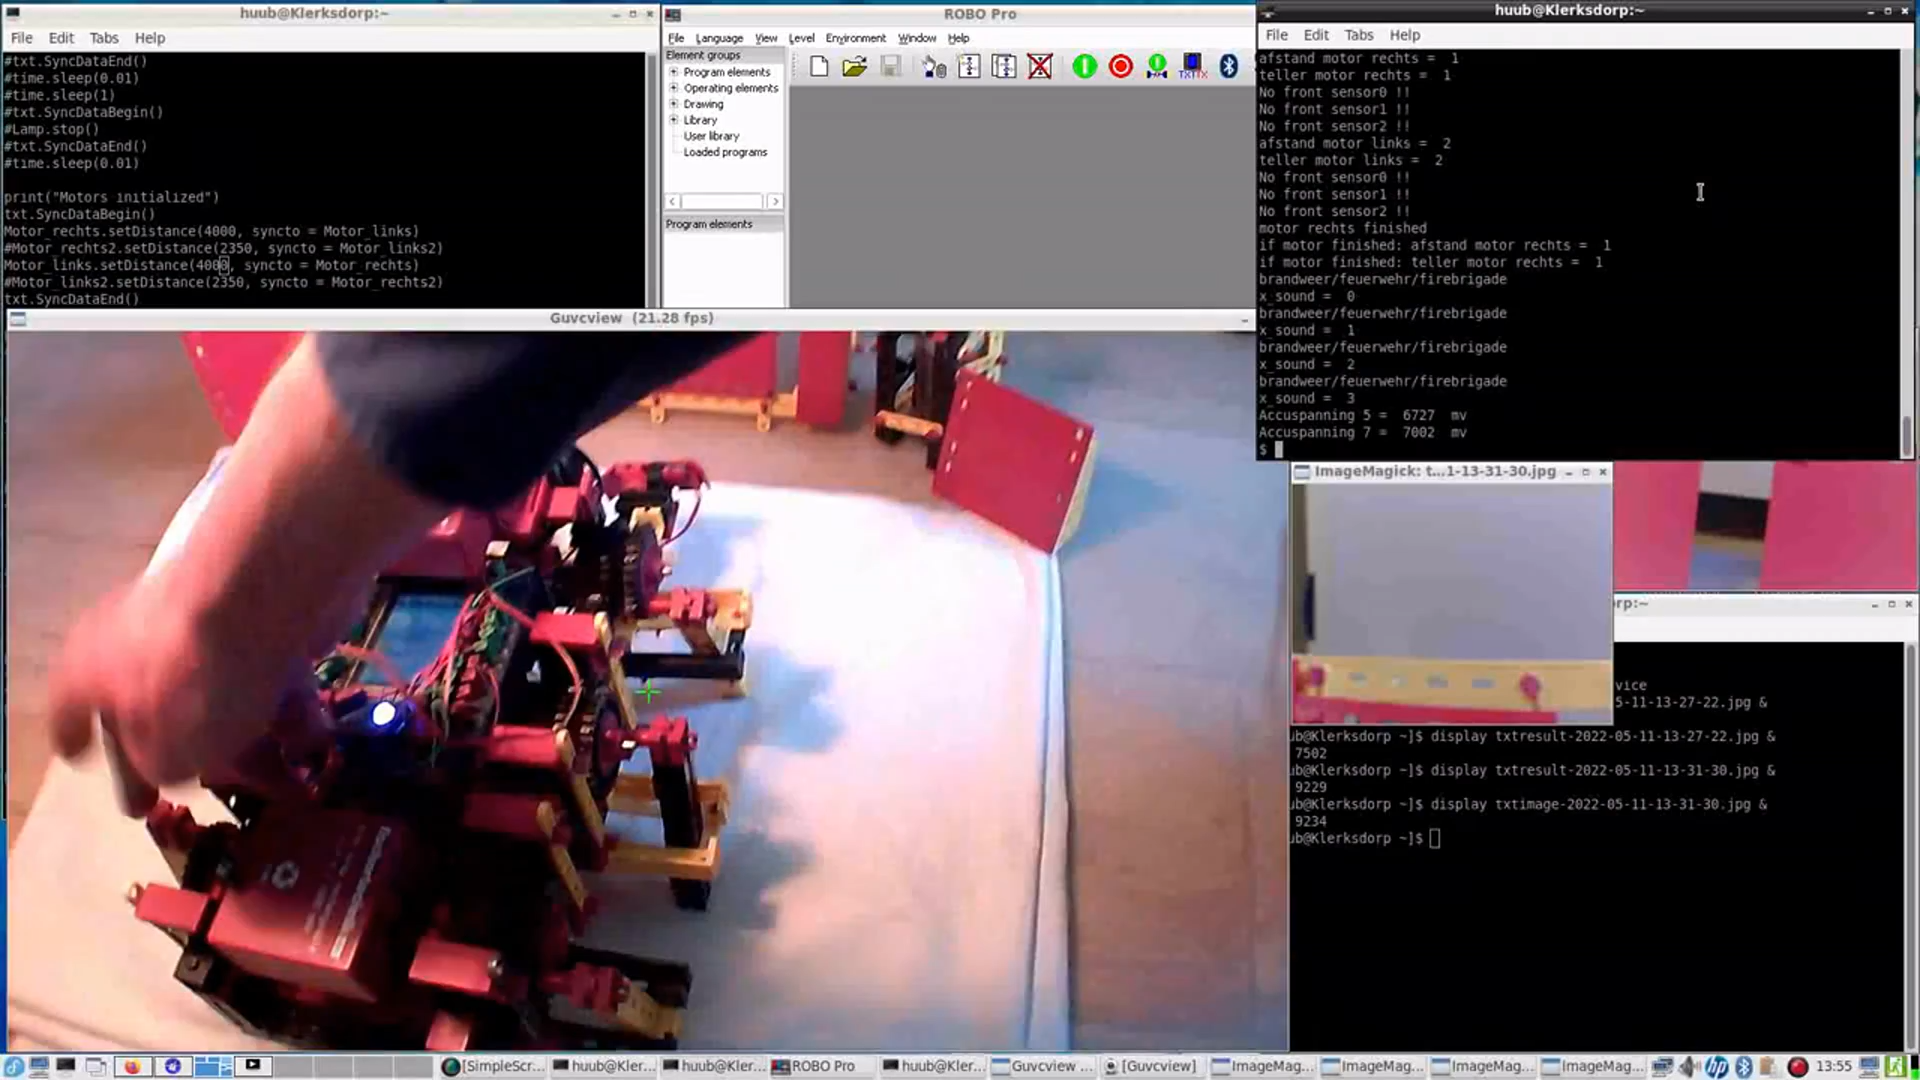 huub@Klerksdorp:~
File Edit Tabs Help
#txt.SyncDataEnd()
#time.sleep(0.01)
#time.sleep(1)
#txt.SyncDataBegin()
#Lamp.stop()
#txt.SyncDataEnd()
#time.sleep(0.01)
print("Motors initialized")
txt.SyncDataBegin()
Motor_rechts.setDistance(4000, syncto = Motor_links)
#Motor_rechts2.setDistance(2350, syncto = Motor_links2)
Motor_links.setDistance(4000, syncto = Motor_rechts)
#Motor_links2.setDistance(2350, syncto = Motor_rechts2)
txt.SyncDataEnd()
ROBO Pro
File Language View Level Environment Window Help
Element groups
Program elements
Operating elements
Drawing
Library
User library
Loaded programs
Program elements
huub@Klerksdorp:~
File Edit Tabs Help
afstand motor rechts = 1
teller motor rechts = 1
No front sensor0 !!
No front sensor1 !!
No front sensor2 !!
afstand motor links = 2
teller motor links = 2
No front sensor0 !!
No front sensor1 !!
No front sensor2 !!
motor rechts finished
if motor finished: afstand motor rechts = 1
if motor finished: teller motor rechts = 1
brandweer/feuerwehr/firebrigade
x_sound = 0
brandweer/feuerwehr/firebrigade
x_sound = 1
brandweer/feuerwehr/firebrigade
x_sound = 2
brandweer/feuerwehr/firebrigade
x_sound = 3
Accuspanning 5 = 6727 mv
Accuspanning 7 = 7002 mv
$
Guvcview (21.28 fps)
ImageMagick: t...1-13-31-30.jpg
rp:~
vice
5-11-13-27-22.jpg &
ub@Klerksdorp ~]$ display txtresult-2022-05-11-13-27-22.jpg &
7502
ub@Klerksdorp ~]$ display txtresult-2022-05-11-13-31-30.jpg &
9229
ub@Klerksdorp ~]$ display txtimage-2022-05-11-13-31-30.jpg &
9234
ub@Klerksdorp ~]$
[SimpleScr... huub@Kler... huub@Kler... ROBO Pro huub@Kler... Guvcview ... [Guvcview] ImageMag... ImageMag... ImageMag... ImageMag... hp 13:55